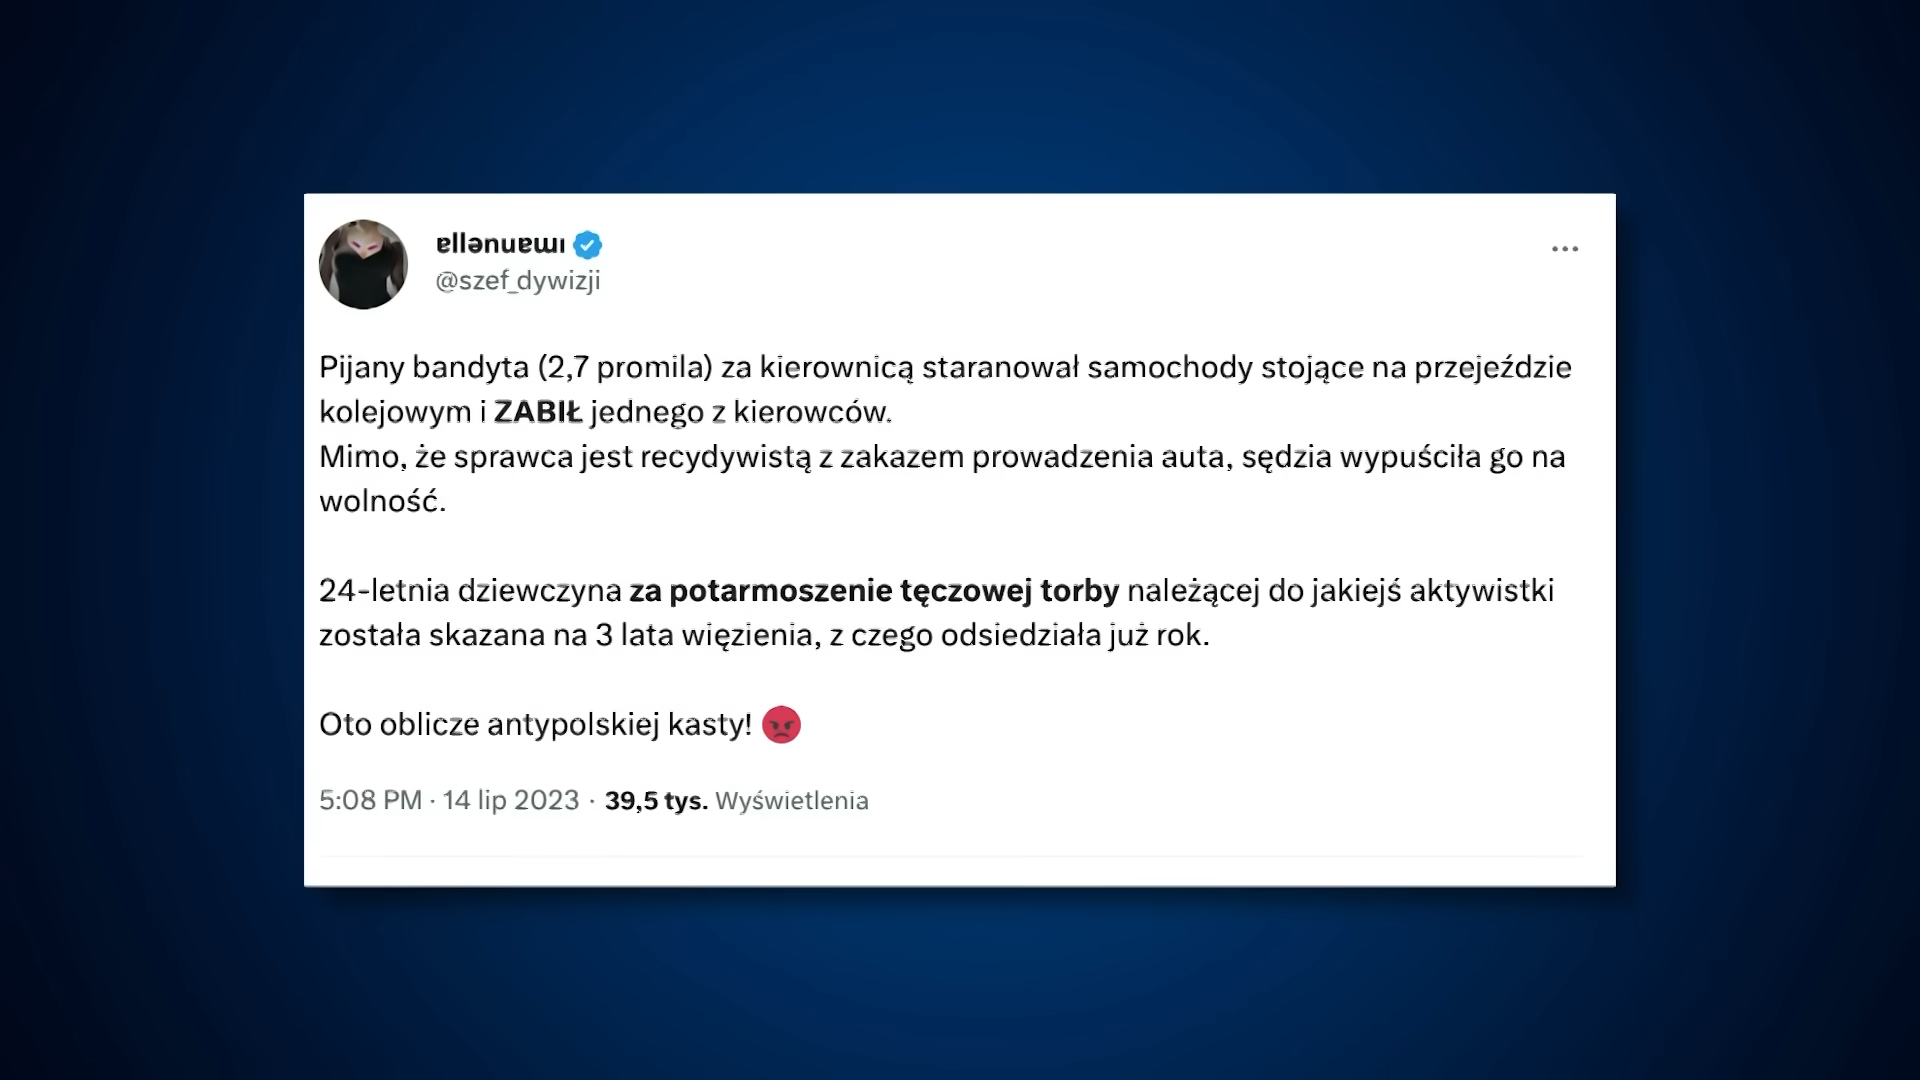 ɐllǝnuɐɯı
@szef_dywizji
Pijany bandyta (2,7 promila) za kierownicą staranował samochody stojące na przejeździe
kolejowym i ZABIŁ jednego z kierowców.
Mimo, że sprawca jest recydywistą z zakazem prowadzenia auta, sędzia wypuściła go na
wolność.
24-letnia dziewczyna za potarmoszenie tęczowej torby należącej do jakiejś aktywistki
została skazana na 3 lata więzienia, z czego odsiedziała już rok.
Oto oblicze antypolskiej kasty! 😡
5:08 PM · 14 lip 2023 · 39,5 tys. Wyświetlenia